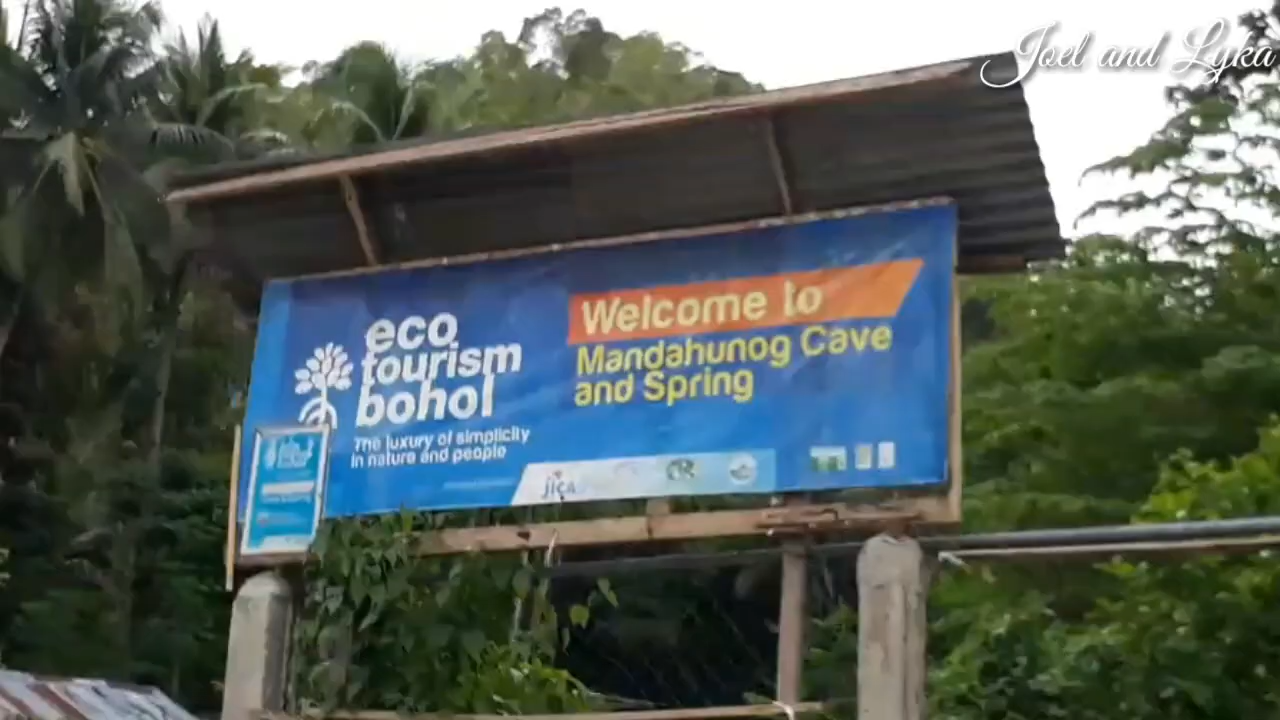 Joel and Lyka
eco
tourism
bohol
The luxury of simplicity
in nature and people
Welcome to
Mandahunog Cave
and Spring
jica